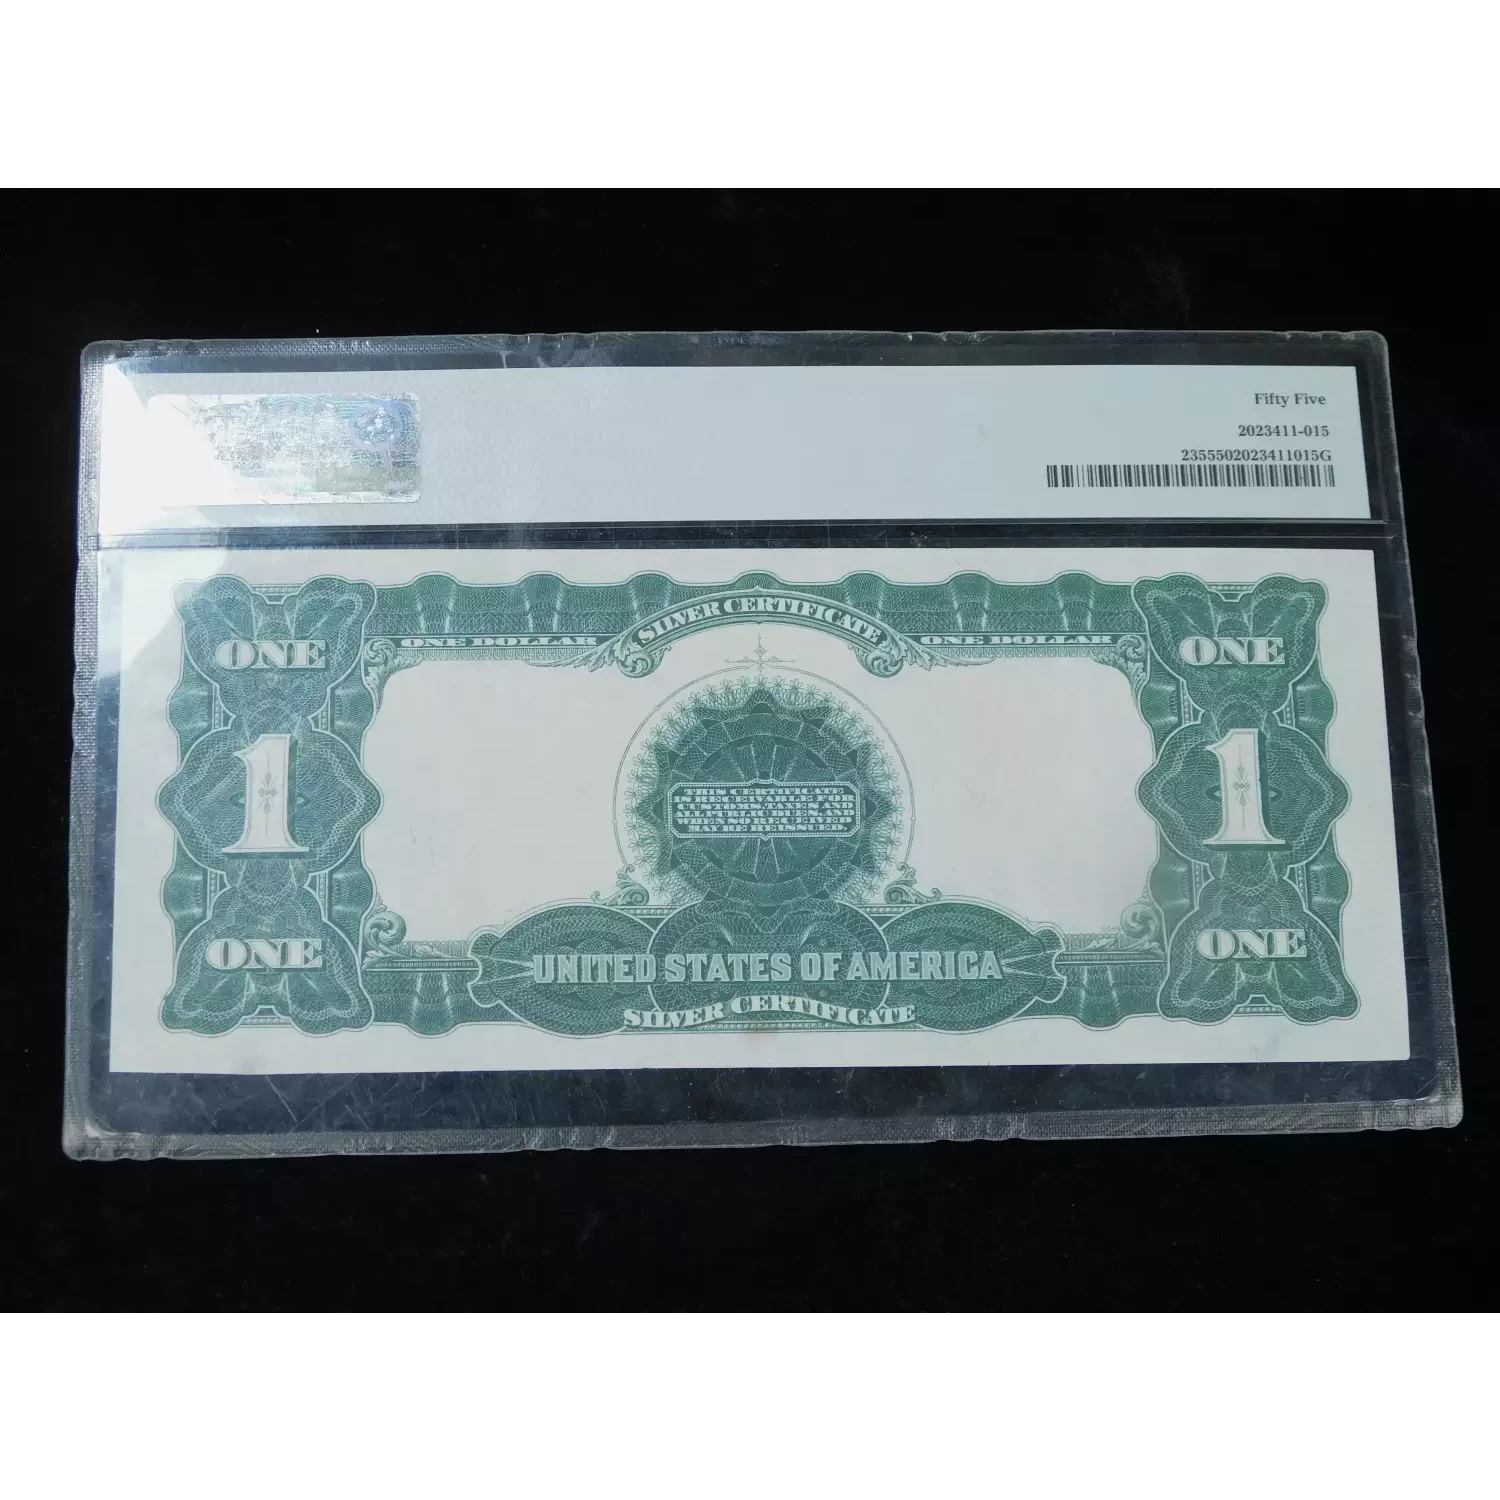 Fifty Five
2023411-015
2355502023411015G
SILVER CERTIFICATE
ONE DOLLAR ONE DOLLAR
ONE ONE
1 1
THIS CERTIFICATE
IS RECEIVABLE FOR
CUSTOMS, TAXES, AND
ALL PUBLIC DUES, AND
WHEN SO RECEIVED
MAY BE REISSUED.
ONE ONE
UNITED STATES OF AMERICA
SILVER CERTIFICATE